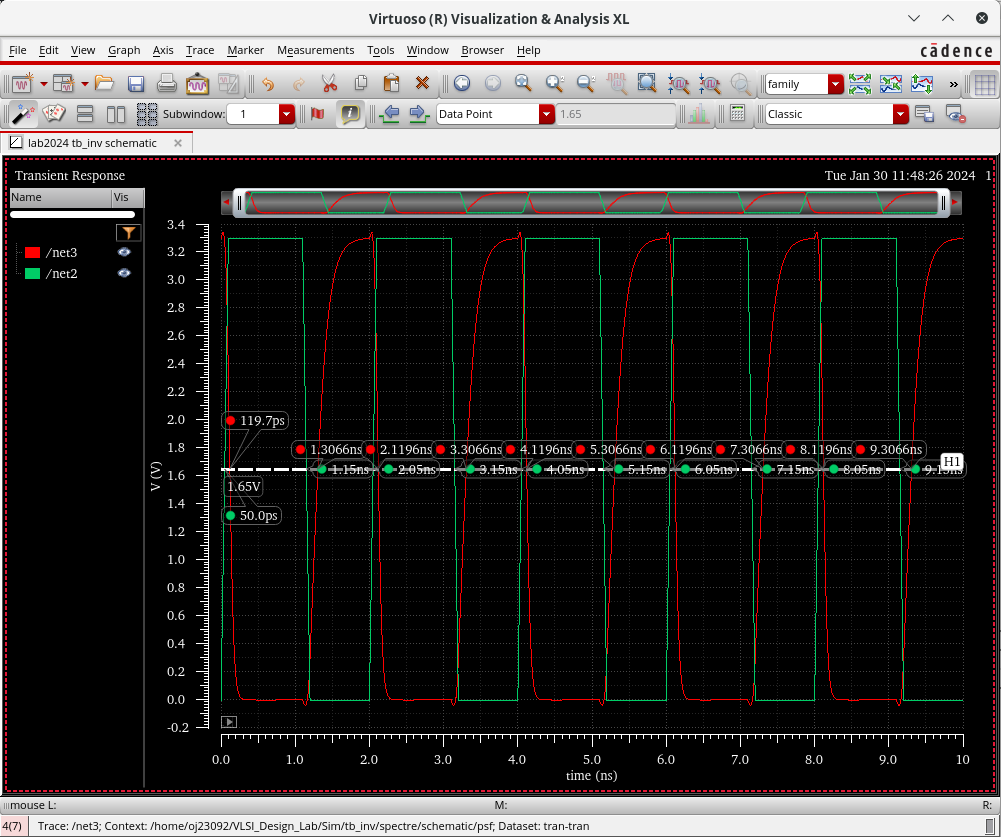 Virtuoso (R) Visualization & Analysis XL
File Edit View Graph Axis Trace Marker Measurements Tools Window Browser Help
cādence
family
»
Subwindow: 1 Data Point 1.65 Classic
lab2024 tb_inv schematic
Transient Response Tue Jan 30 11:48:26 2024 1
Name Vis
/net3
/net2
3.4
3.2
3.0
2.8
2.6
2.4
2.2
2.0
1.8
1.6
1.4
1.2
1.0
0.8
0.6
0.4
0.2
0.0
-0.2
V (V)
119.7ps
1.3066ns 2.1196ns 3.3066ns 4.1196ns 5.3066ns 6.1196ns 7.3066ns 8.1196ns 9.3066ns
H1
1.15ns 2.05ns 3.15ns 4.05ns 5.15ns 6.05ns 7.15ns 8.05ns
1.65V
50.0ps
0.0 1.0 2.0 3.0 4.0 5.0 6.0 7.0 8.0 9.0 10
time (ns)
mouse L: M: R:
4(7) Trace: /net3; Context: /home/oj23092/VLSI_Design_Lab/Sim/tb_inv/spectre/schematic/psf; Dataset: tran-tran